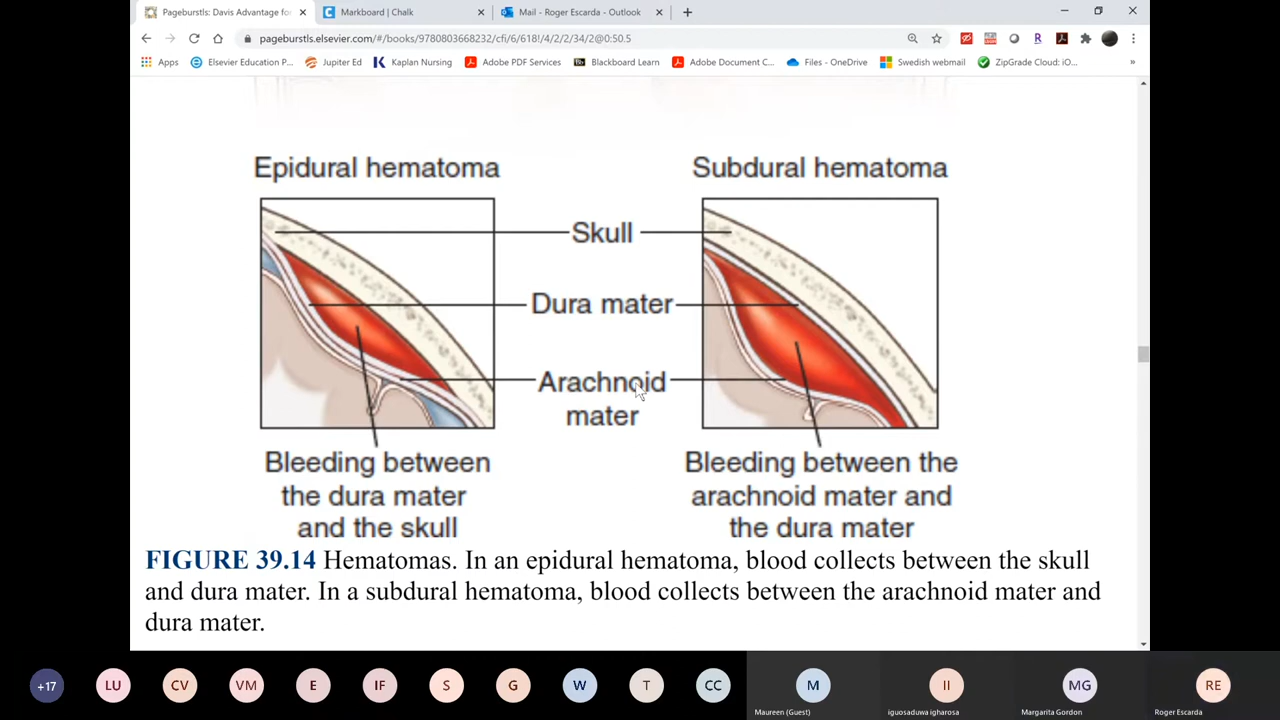 Pageburstls: Davis Advantage for
Markboard | Chalk
Mail - Roger Escarda - Outlook
pageburstls.elsevier.com/#/books/9780803668232/cfi/6/618!/4/2/2/34/2@0:50.5
Apps
Elsevier Education P...
Jupiter Ed
Kaplan Nursing
Adobe PDF Services
Blackboard Learn
Adobe Document C...
Files - OneDrive
Swedish webmail
ZipGrade Cloud: iO...
»
Epidural hematoma
Subdural hematoma
Skull
Dura mater
Arachnoid
mater
Bleeding between
the dura mater
and the skull
Bleeding between the
arachnoid mater and
the dura mater
FIGURE 39.14 Hematomas. In an epidural hematoma, blood collects between the skull
and dura mater. In a subdural hematoma, blood collects between the arachnoid mater and
dura mater.
+17
LU
CV
VM
E
IF
S
G
W
T
CC
M
II
MG
RE
Maureen (Guest)
iguosaduwa igharosa
Margarita Gordon
Roger Escarda